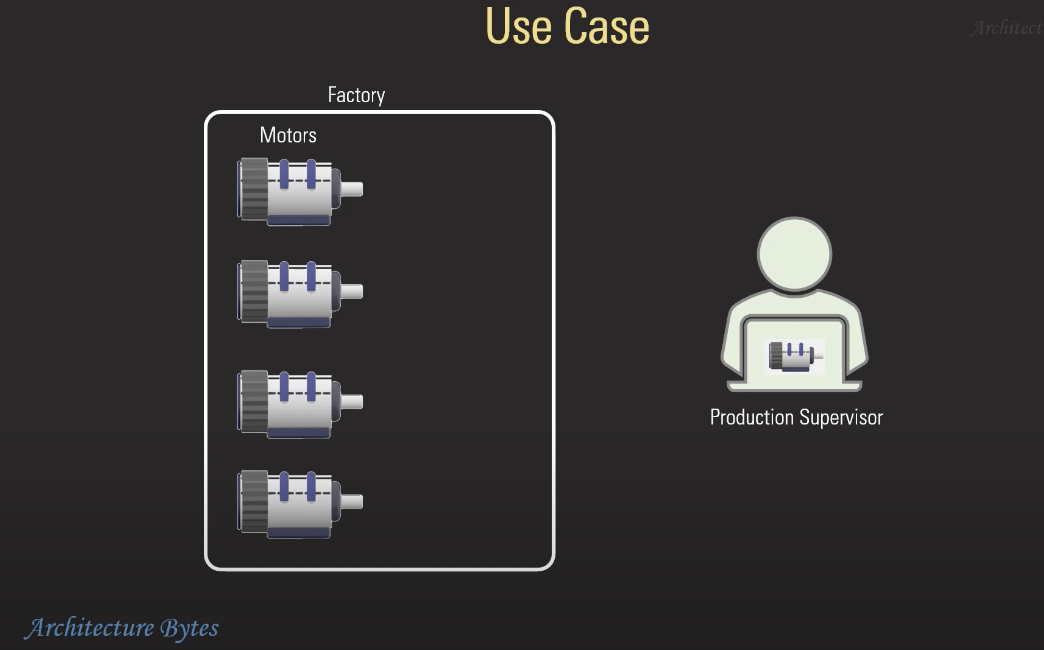 Use Case
Architect
Factory
Motors
Production Supervisor
Architecture Bytes